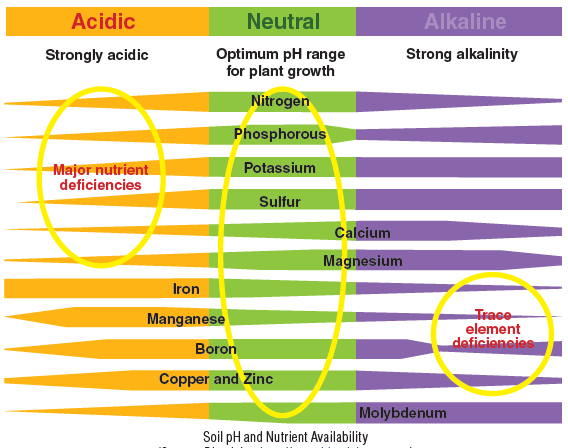 Acidic Neutral Alkaline
Strongly acidic Optimum pH range Strong alkalinity
for plant growth
Nitrogen
Phosphorous
Major nutrient
deficiencies
Potassium
Sulfur
Calcium
Magnesium
Iron
Manganese
Trace
element
deficiencies
Boron
Copper and Zinc
Molybdenum
Soil pH and Nutrient Availability